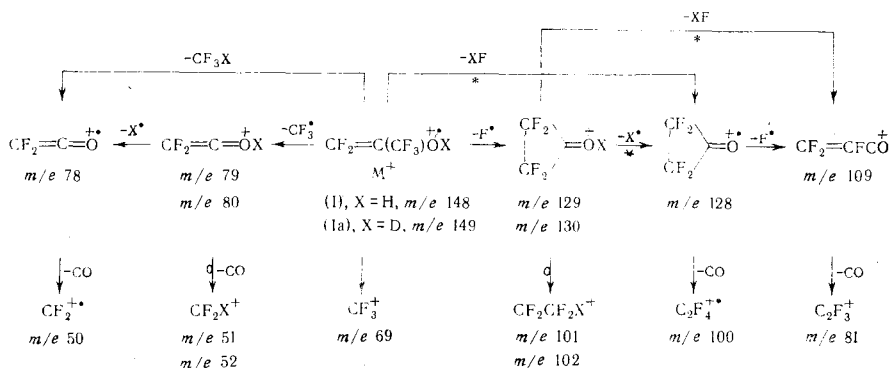 −XF
*
−CF₃X
−XF
*
CF₂=C=O⁺• −X• CF₂=C=O⁺X −CF₃• CF₂=C(CF₃)O⁺•X −F• CF₂ CF₂ =O⁺X −X• * CF₂ CF₂ =O⁺• −F• CF₂=CFCO⁺
m/e 78 m/e 79 M⁺ m/e 129 m/e 128 m/e 109
m/e 80 (I), X = H, m/e 148 m/e 130
(Ia), X = D, m/e 149
−CO −CO −CO −CO
CF₂⁺• CF₂X⁺ CF₃⁺ CF₂CF₂X⁺ C₂F₄⁺• C₂F₃⁺
m/e 50 m/e 51 m/e 69 m/e 101 m/e 100 m/e 81
m/e 52 m/e 102